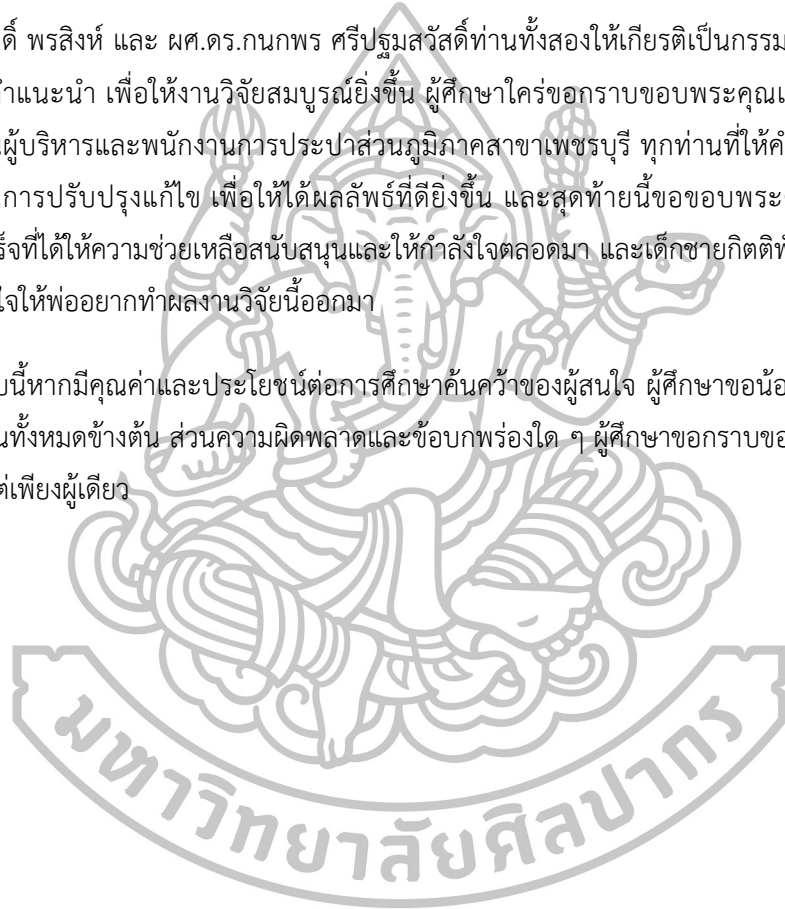 ดิ์ พรสิงห์ และ ผศ.ดร.กนกพร ศรีปฐมสวัสดิ์ท่านทั้งสองให้เกียรติเป็นกรรม
คำแนะนำ เพื่อให้งานวิจัยสมบูรณ์ยิ่งขึ้น ผู้ศึกษาใคร่ขอกราบขอบพระคุณเ
ผู้บริหารและพนักงานการประปาส่วนภูมิภาคสาขาเพชรบุรี ทุกท่านที่ให้คำ
การปรับปรุงแก้ไข เพื่อให้ได้ผลลัพธ์ที่ดียิ่งขึ้น และสุดท้ายนี้ขอขอบพระ
ร็จที่ได้ให้ความช่วยเหลือสนับสนุนและให้กำลังใจตลอดมา และเด็กชายกิตติพั
ใจให้พ่ออยากทำผลงานวิจัยนี้ออกมา
บนี้หากมีคุณค่าและประโยชน์ต่อการศึกษาค้นคว้าของผู้สนใจ ผู้ศึกษาขอน้อ
นทั้งหมดข้างต้น ส่วนความผิดพลาดและข้อบกพร่องใด ๆ ผู้ศึกษาขอกราบขอ
ต่เพียงผู้เดียว
มหาวิทยาลัยศิลปากร